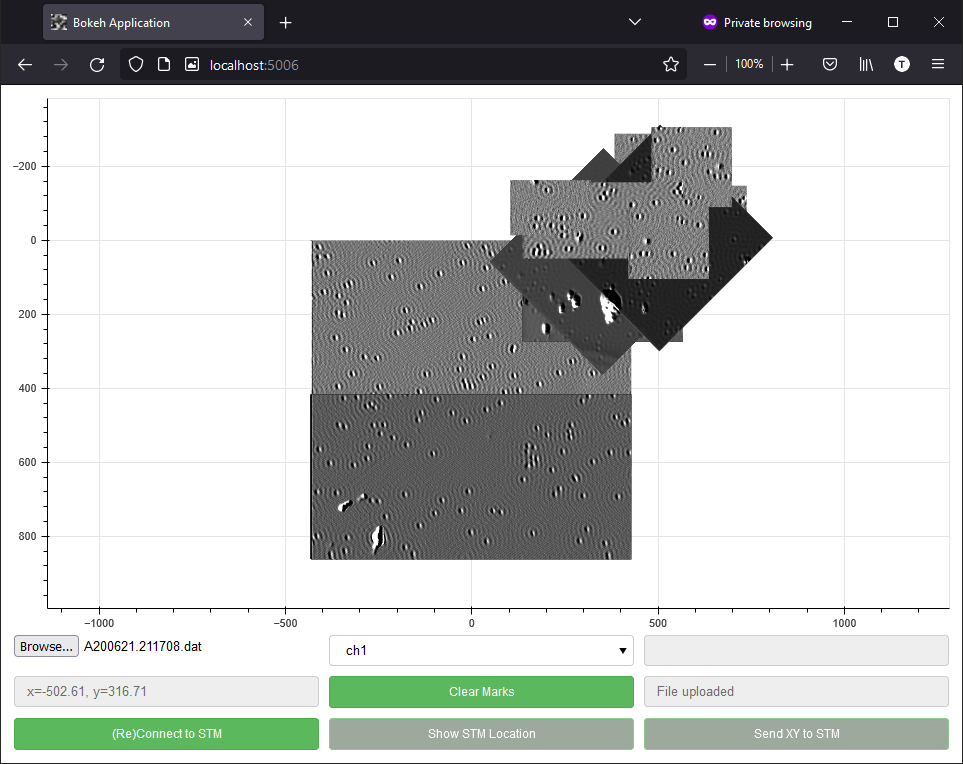 Bokeh Application
Private browsing
localhost:5006
100%
T
−200
0
200
400
600
800
−1000
−500
0
500
1000
Browse... A200621.211708.dat
ch1
x=-502.61, y=316.71
Clear Marks
File uploaded
(Re)Connect to STM
Show STM Location
Send XY to STM